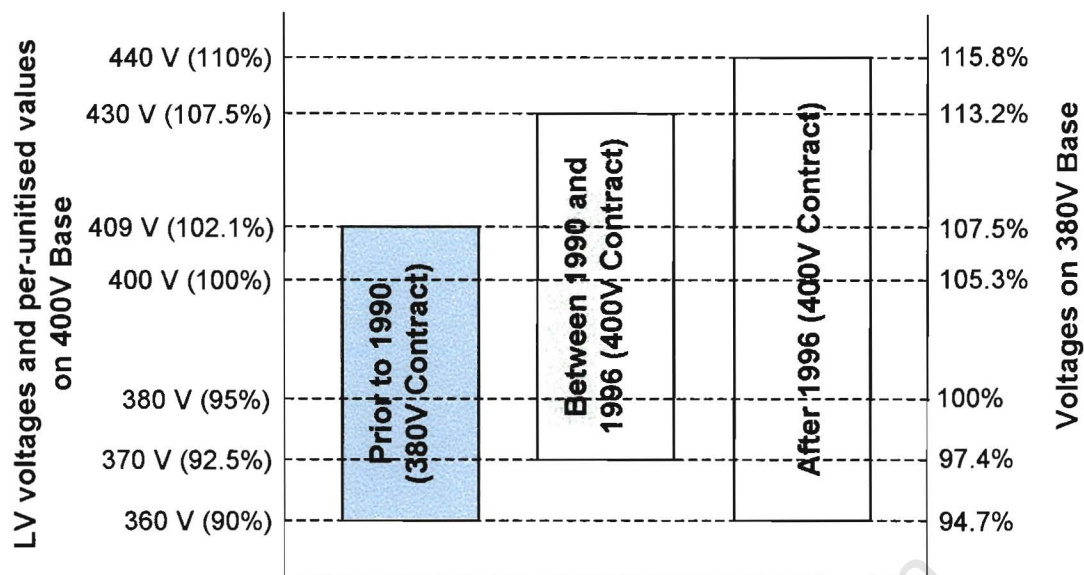 LV voltages and per-unitised values
on 400V Base
440 V (110%)
430 V (107.5%)
409 V (102.1%)
400 V (100%)
380 V (95%)
370 V (92.5%)
360 V (90%)
Prior to 1990
(380V Contract)
Between 1990 and
1996 (400V Contract)
After 1996 (400V Contract)
115.8%
113.2%
107.5%
105.3%
100%
97.4%
94.7%
Voltages on 380V Base